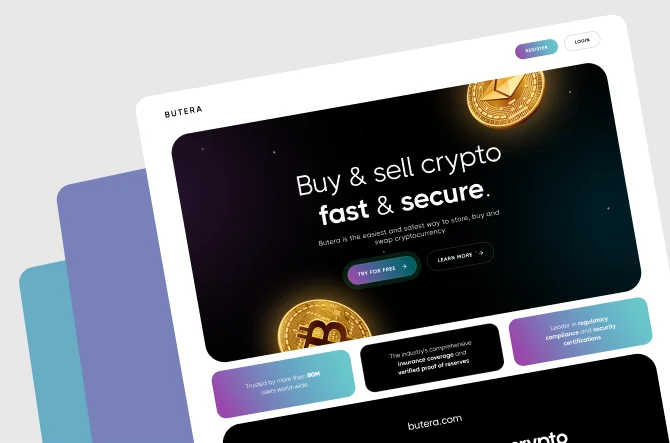 REGISTER
LOGIN
BUTERA
Buy & sell crypto
fast & secure.
Butera is the easiest and safest way to store, buy and
swap cryptocurrency.
TRY FOR FREE
LEARN MORE
Trusted by more than 80M
users world-wide
The industry's comprehensive
insurance coverage and
verified proof of reserves
Leader in regulatory
compliance and security
certifications
butera.com
crypto